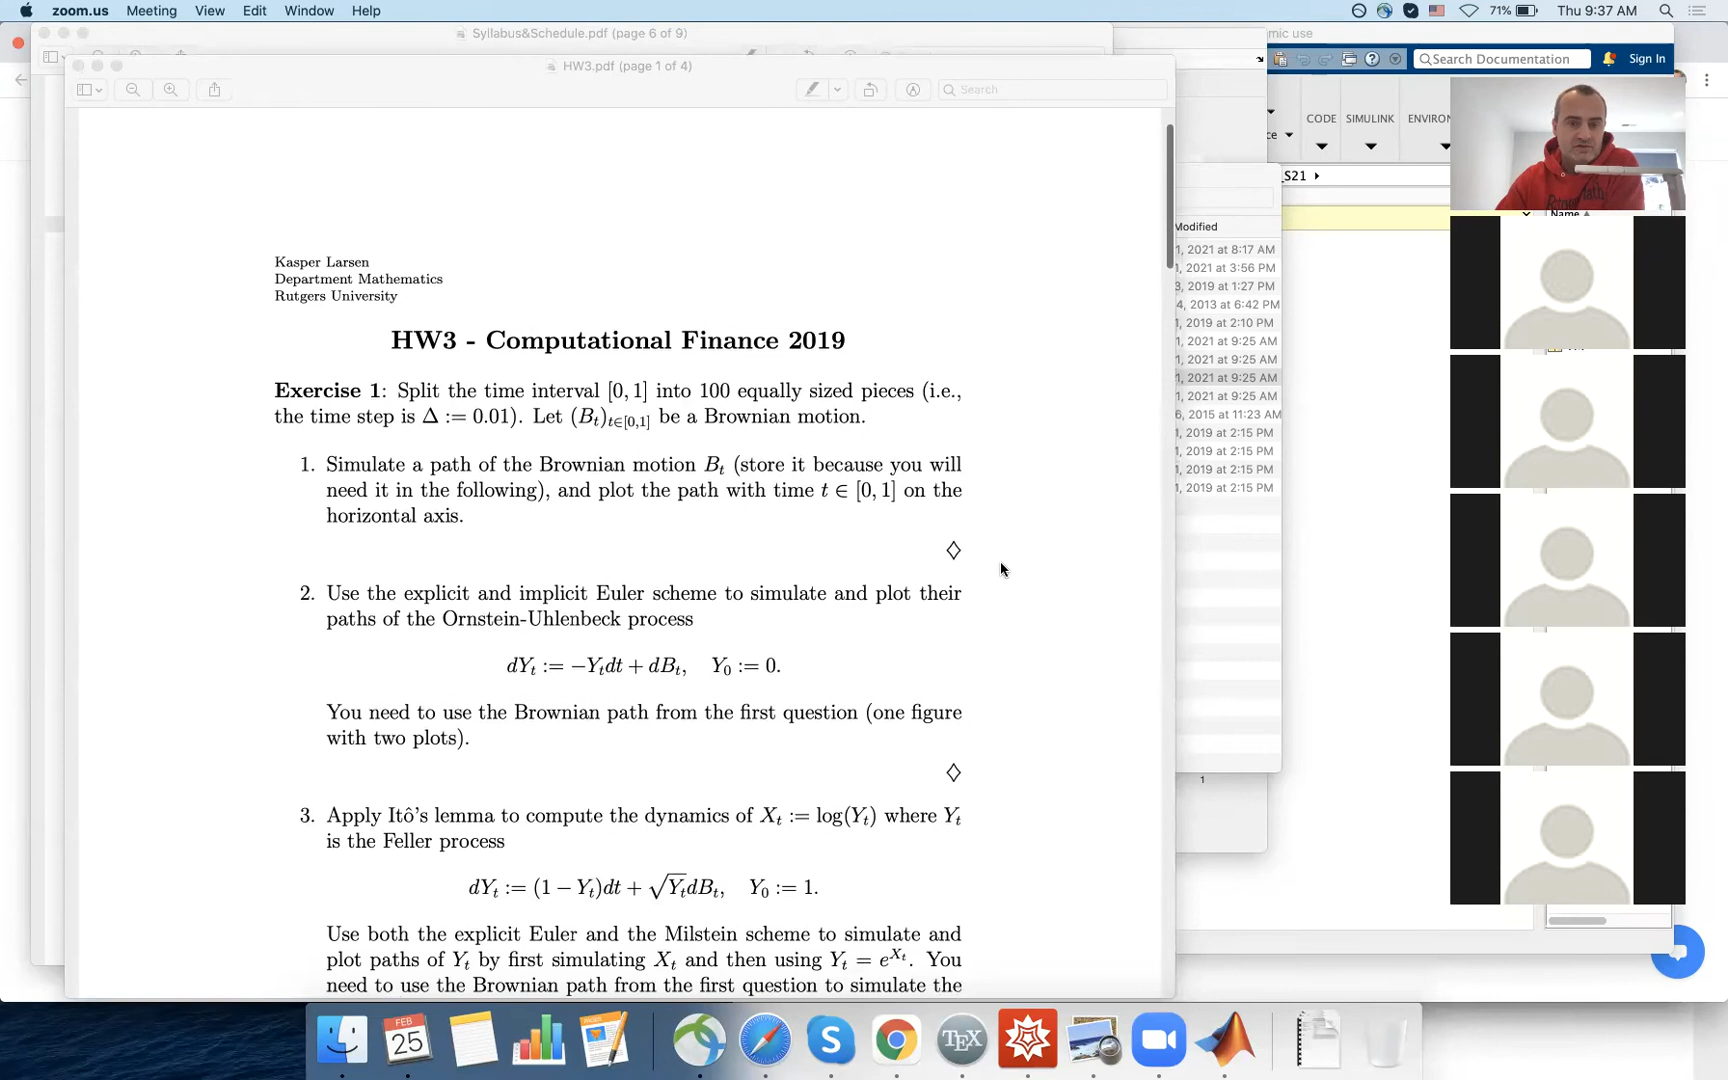 zoom.us Meeting View Edit Window Help 71% Thu 9:37 AM
Syllabus&Schedule.pdf (page 6 of 9)
mic use
HW3.pdf (page 1 of 4)
Search
Search Documentation
Sign In
CODE SIMULINK ENVIRON
_S21
Name
Kasper Larsen
Department Mathematics
Rutgers University
HW3 - Computational Finance 2019
Exercise 1: Split the time interval [0, 1] into 100 equally sized pieces (i.e.,
the time step is Δ := 0.01). Let (B_t)_{t∈[0,1]} be a Brownian motion.
1. Simulate a path of the Brownian motion B_t (store it because you will
need it in the following), and plot the path with time t ∈ [0, 1] on the
horizontal axis.
◇
2. Use the explicit and implicit Euler scheme to simulate and plot their
paths of the Ornstein-Uhlenbeck process
dY_t := −Y_t dt + dB_t, Y_0 := 0.
You need to use the Brownian path from the first question (one figure
with two plots).
◇
3. Apply Itô's lemma to compute the dynamics of X_t := log(Y_t) where Y_t
is the Feller process
dY_t := (1 − Y_t)dt + √Y_t dB_t, Y_0 := 1.
Use both the explicit Euler and the Milstein scheme to simulate and
plot paths of Y_t by first simulating X_t and then using Y_t = e^{X_t}. You
need to use the Brownian path from the first question to simulate the
Modified
1, 2021 at 8:17 AM
1, 2021 at 3:56 PM
3, 2019 at 1:27 PM
4, 2013 at 6:42 PM
1, 2019 at 2:10 PM
1, 2021 at 9:25 AM
1, 2021 at 9:25 AM
1, 2021 at 9:25 AM
1, 2021 at 9:25 AM
6, 2015 at 11:23 AM
1, 2019 at 2:15 PM
1, 2019 at 2:15 PM
1, 2019 at 2:15 PM
1, 2019 at 2:15 PM
1
FEB
25
TEX